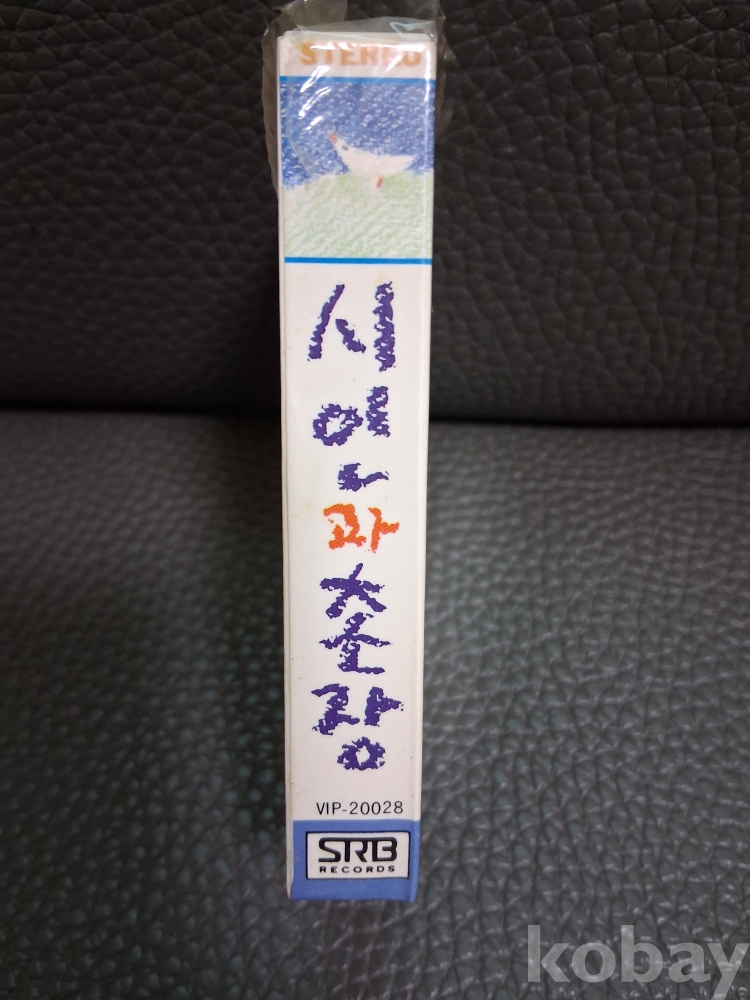 STEREO
시인과 촌장
VIP-20028
SRB
RECORDS
kobay